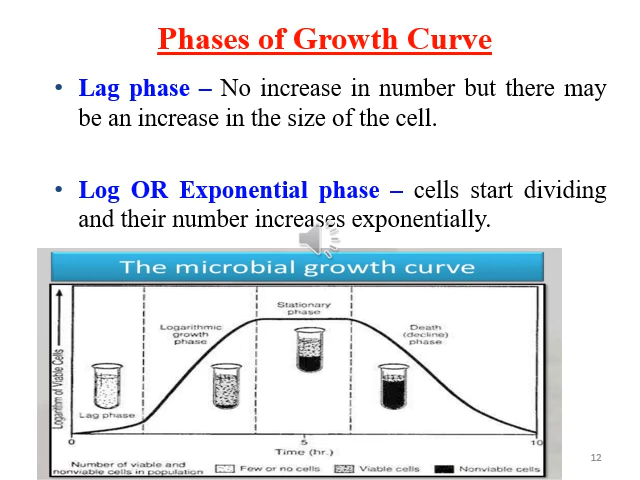 Phases of Growth Curve
• Lag phase – No increase in number but there may
be an increase in the size of the cell.
• Log OR Exponential phase – cells start dividing
and their number increases exponentially.
The microbial growth curve
Stationary
phase
Logarithmic
growth
phase
Death
(decline)
phase
Logarithm of Viable Cells
Lag phase
0
5
10
Time (hr.)
Number of viable and
nonviable cells in population
Few or no cells
Viable cells
Nonviable cells
12